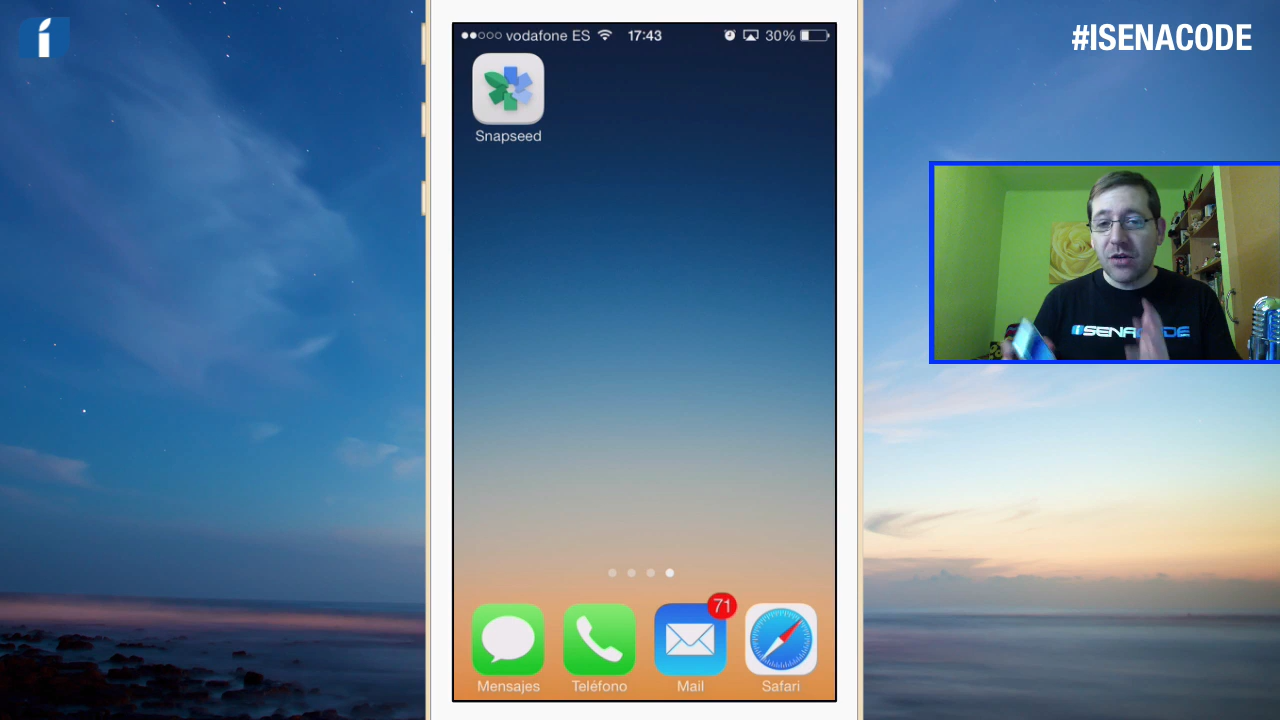 #ISENACODE
vodafone ES 17:43 30%
Snapseed
ISENACODE
71
Mensajes Teléfono Mail Safari